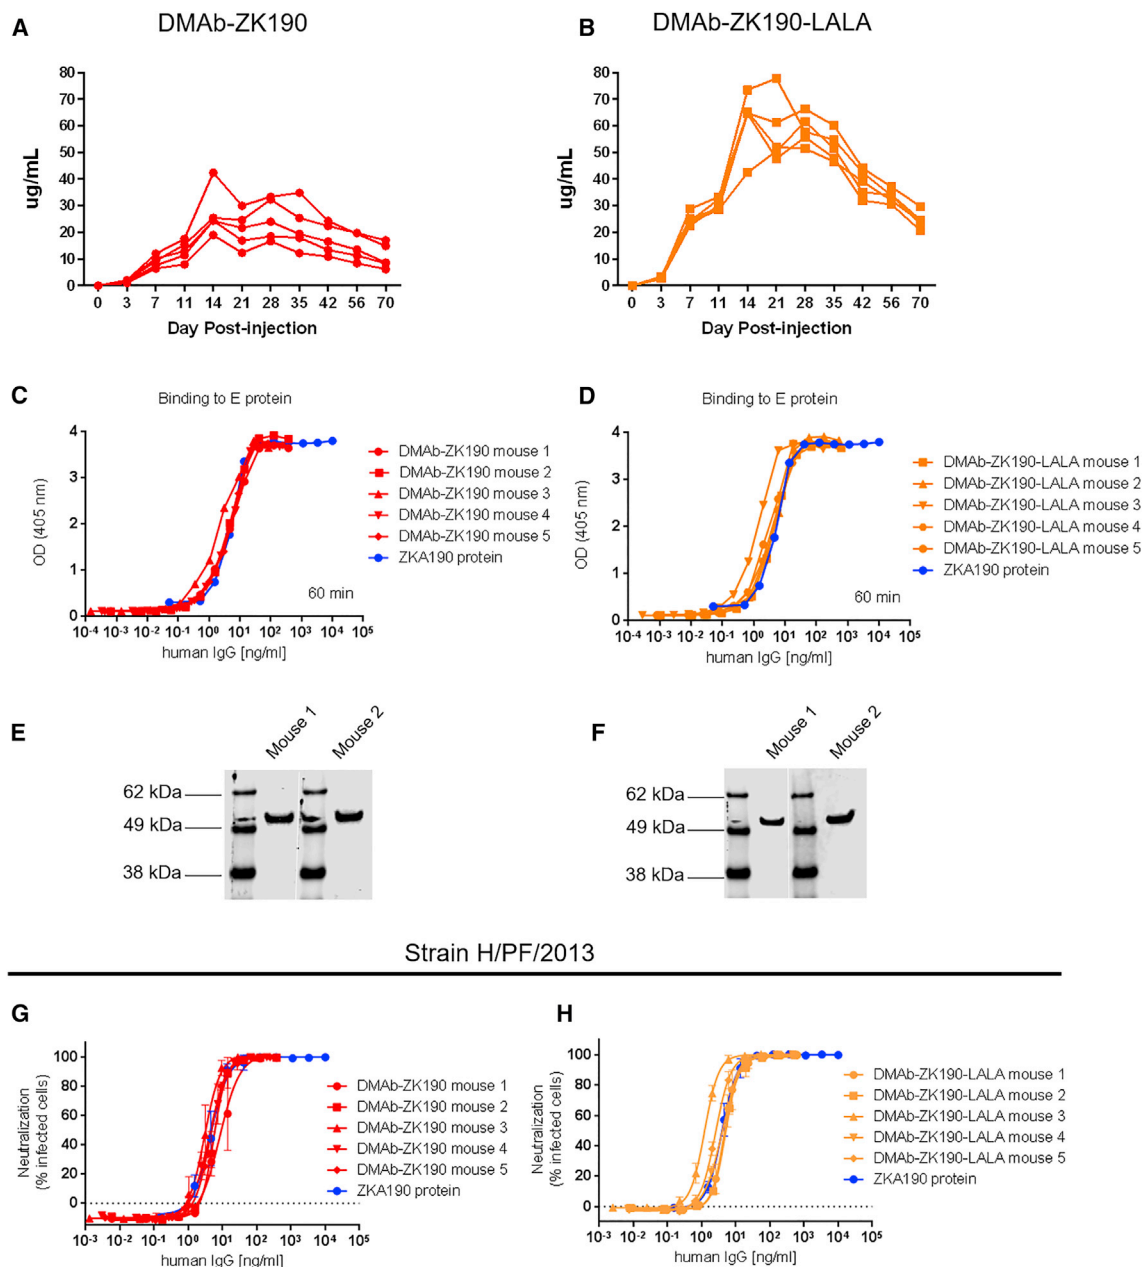 A
DMAb-ZK190
80
70
60
50
40
30
20
10
0
ug/mL
0 3 7 11 14 21 28 35 42 56 70
Day Post-injection
B
DMAb-ZK190-LALA
80
70
60
50
40
30
20
10
0
ug/mL
0 3 7 11 14 21 28 35 42 56 70
Day Post-injection
C
Binding to E protein
4
3
2
1
0
OD (405 nm)
60 min
10-4 10-3 10-2 10-1 100 101 102 103 104 105
human IgG [ng/ml]
DMAb-ZK190 mouse 1
DMAb-ZK190 mouse 2
DMAb-ZK190 mouse 3
DMAb-ZK190 mouse 4
DMAb-ZK190 mouse 5
ZKA190 protein
D
Binding to E protein
4
3
2
1
0
OD (405 nm)
60 min
10-4 10-3 10-2 10-1 100 101 102 103 104 105
human IgG [ng/ml]
DMAb-ZK190-LALA mouse 1
DMAb-ZK190-LALA mouse 2
DMAb-ZK190-LALA mouse 3
DMAb-ZK190-LALA mouse 4
DMAb-ZK190-LALA mouse 5
ZKA190 protein
E
Mouse 1
Mouse 2
62 kDa
49 kDa
38 kDa
F
Mouse 1
Mouse 2
62 kDa
49 kDa
38 kDa
Strain H/PF/2013
G
100
80
60
40
20
0
Neutralization
(% infected cells)
10-3 10-2 10-1 100 101 102 103 104 105
human IgG [ng/ml]
DMAb-ZK190 mouse 1
DMAb-ZK190 mouse 2
DMAb-ZK190 mouse 3
DMAb-ZK190 mouse 4
DMAb-ZK190 mouse 5
ZKA190 protein
H
100
80
60
40
20
0
Neutralization
(% infected cells)
10-3 10-2 10-1 100 101 102 103 104 105
human IgG [ng/ml]
DMAb-ZK190-LALA mouse 1
DMAb-ZK190-LALA mouse 2
DMAb-ZK190-LALA mouse 3
DMAb-ZK190-LALA mouse 4
DMAb-ZK190-LALA mouse 5
ZKA190 protein